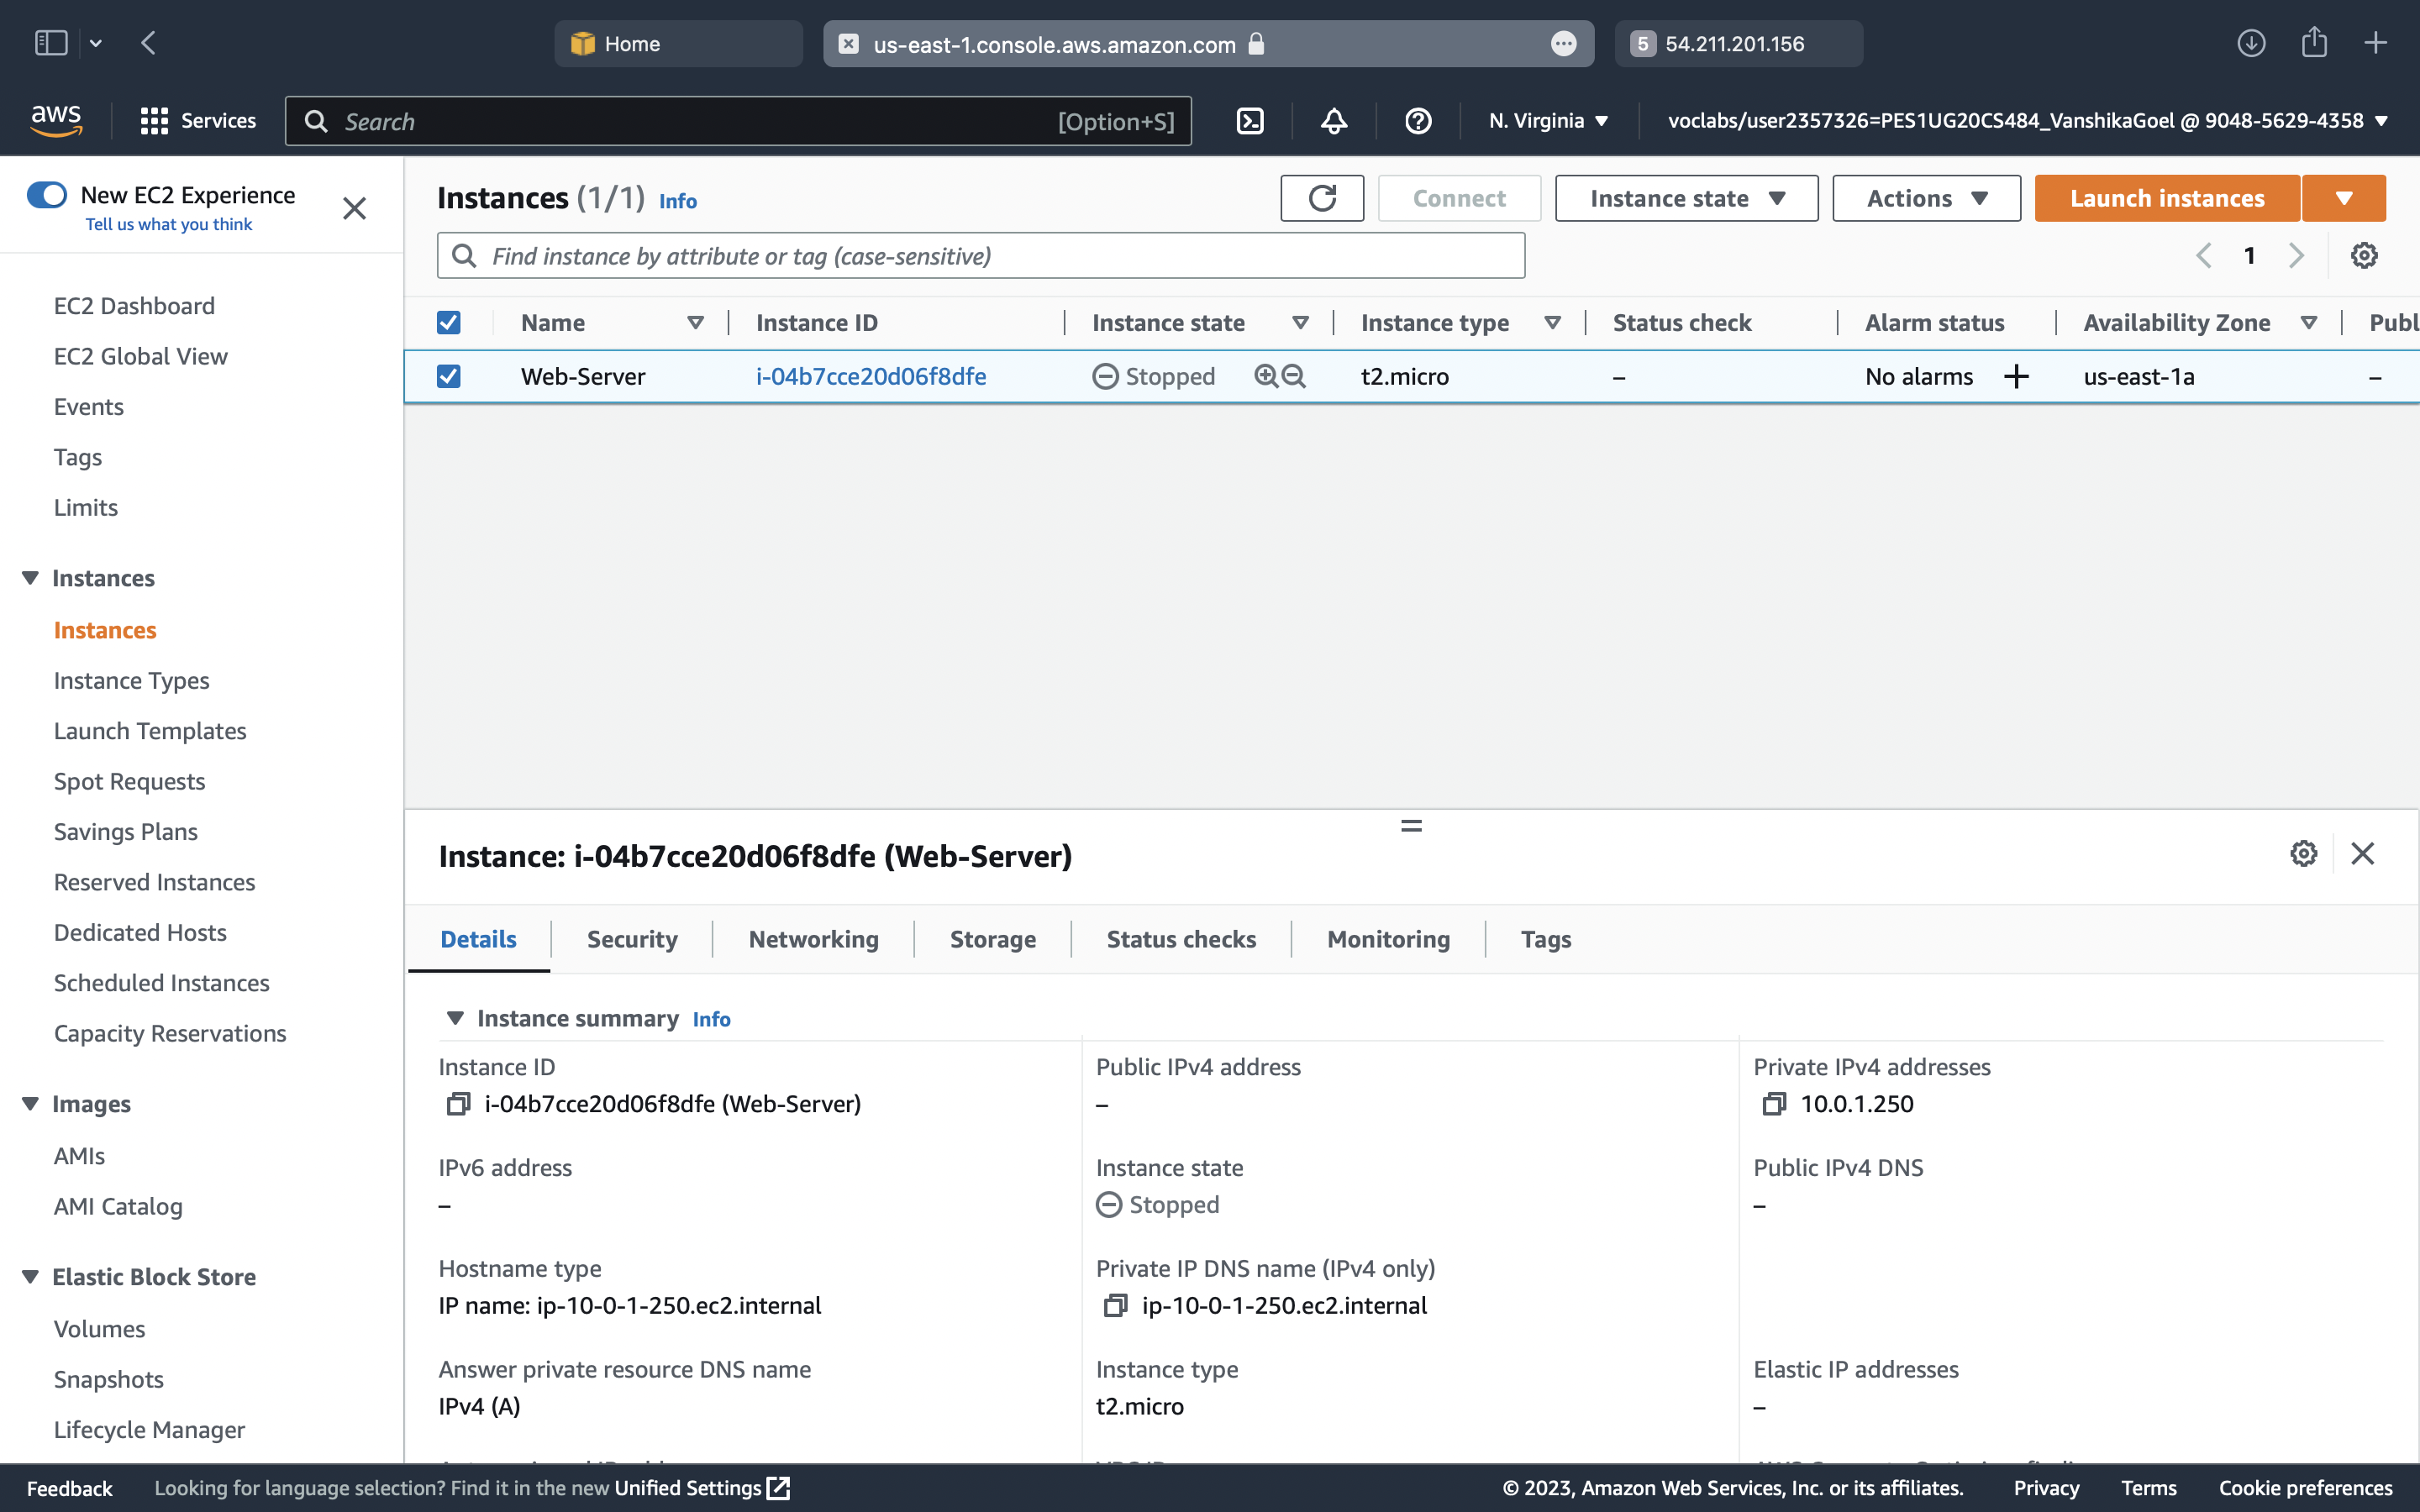 Home
us-east-1.console.aws.amazon.com
5 54.211.201.156
aws
Services
Search [Option+S]
N. Virginia
voclabs/user2357326=PES1UG20CS484_VanshikaGoel @ 9048-5629-4358
New EC2 Experience
Tell us what you think
EC2 Dashboard
EC2 Global View
Events
Tags
Limits
Instances
Instances
Instance Types
Launch Templates
Spot Requests
Savings Plans
Reserved Instances
Dedicated Hosts
Scheduled Instances
Capacity Reservations
Images
AMIs
AMI Catalog
Elastic Block Store
Volumes
Snapshots
Lifecycle Manager
Instances (1/1) Info
Connect
Instance state
Actions
Launch instances
Find instance by attribute or tag (case-sensitive)
1
Name Instance ID Instance state Instance type Status check Alarm status Availability Zone Publ
Web-Server i-04b7cce20d06f8dfe Stopped t2.micro – No alarms + us-east-1a –
Instance: i-04b7cce20d06f8dfe (Web-Server)
Details Security Networking Storage Status checks Monitoring Tags
Instance summary Info
Instance ID
i-04b7cce20d06f8dfe (Web-Server)
Public IPv4 address
–
Private IPv4 addresses
10.0.1.250
IPv6 address
–
Instance state
Stopped
Public IPv4 DNS
–
Hostname type
IP name: ip-10-0-1-250.ec2.internal
Private IP DNS name (IPv4 only)
ip-10-0-1-250.ec2.internal
Answer private resource DNS name
IPv4 (A)
Instance type
t2.micro
Elastic IP addresses
–
Feedback
Looking for language selection? Find it in the new Unified Settings
© 2023, Amazon Web Services, Inc. or its affiliates.
Privacy
Terms
Cookie preferences